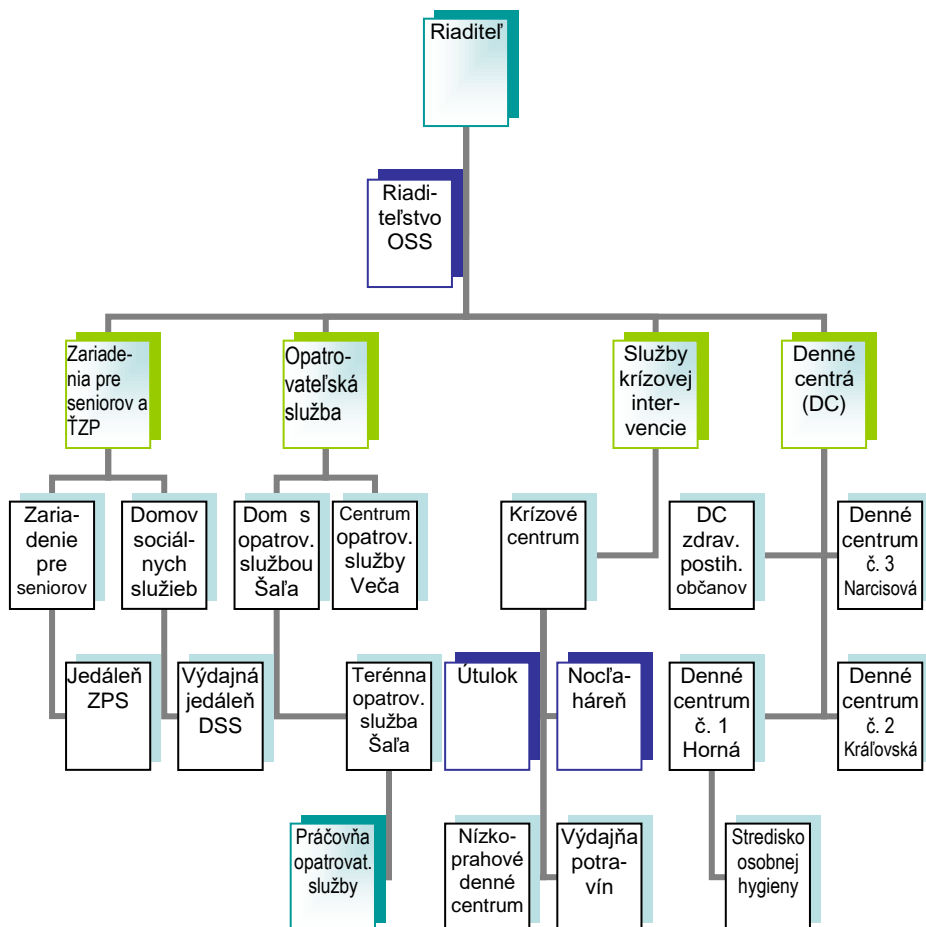 Riaditeľ
Riadi-
teľstvo
OSS
Zariade-
nia pre
seniorov a
ŤZP
Opatro-
vateľská
služba
Služby
krízovej
inter-
vencie
Denné
centrá
(DC)
Zaria-
denie
pre
seniorov
Domov
sociál-
nych
služieb
Dom s
opatrov.
službou
Šaľa
Centrum
opatrov.
služby
Veča
Krízové
centrum
DC
zdrav.
postih.
občanov
Denné
centrum
č. 3
Narcisová
Jedáleň
ZPS
Výdajná
jedáleň
DSS
Terénna
opatrov.
služba
Šaľa
Útulok
Nocľa-
háreň
Denné
centrum
č. 1
Horná
Denné
centrum
č. 2
Kráľovská
Práčovňa
opatrovat.
služby
Nízko-
prahové
denné
centrum
Výdajňa
potra-
vín
Stredisko
osobnej
hygieny